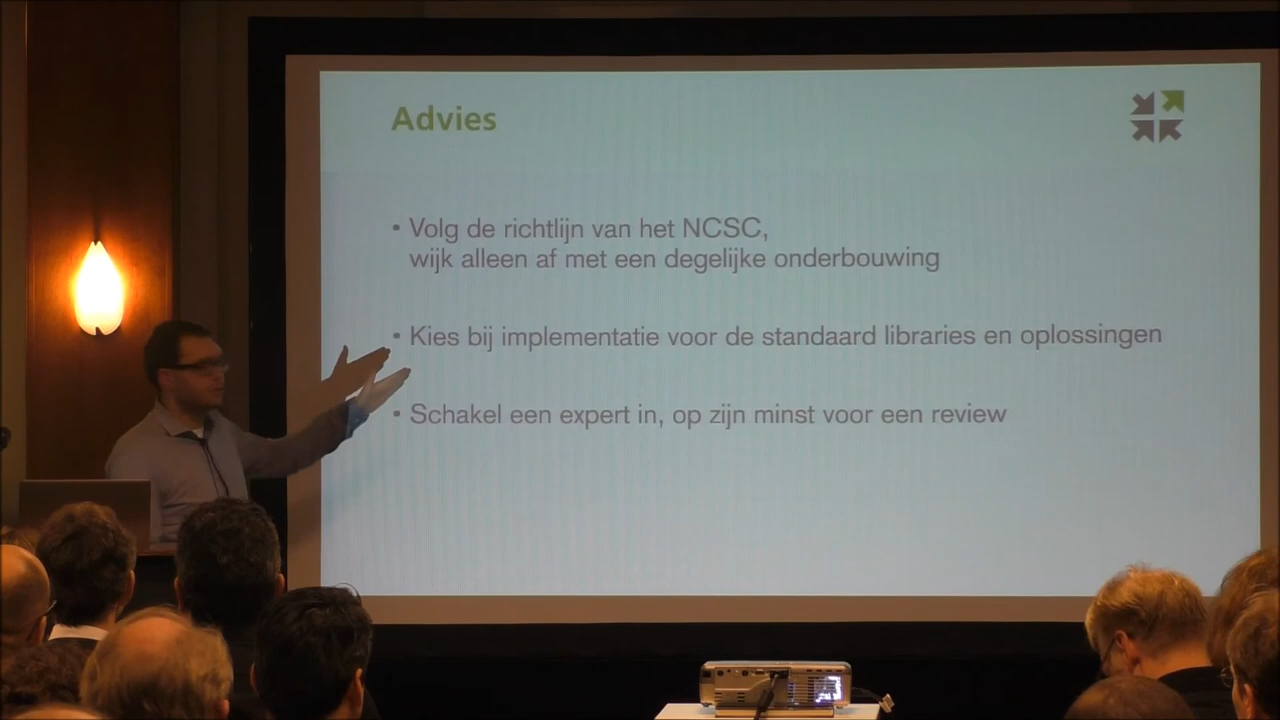 Advies
• Volg de richtlijn van het NCSC,
wijk alleen af met een degelijke onderbouwing
• Kies bij implementatie voor de standaard libraries en oplossingen
• Schakel een expert in, op zijn minst voor een review